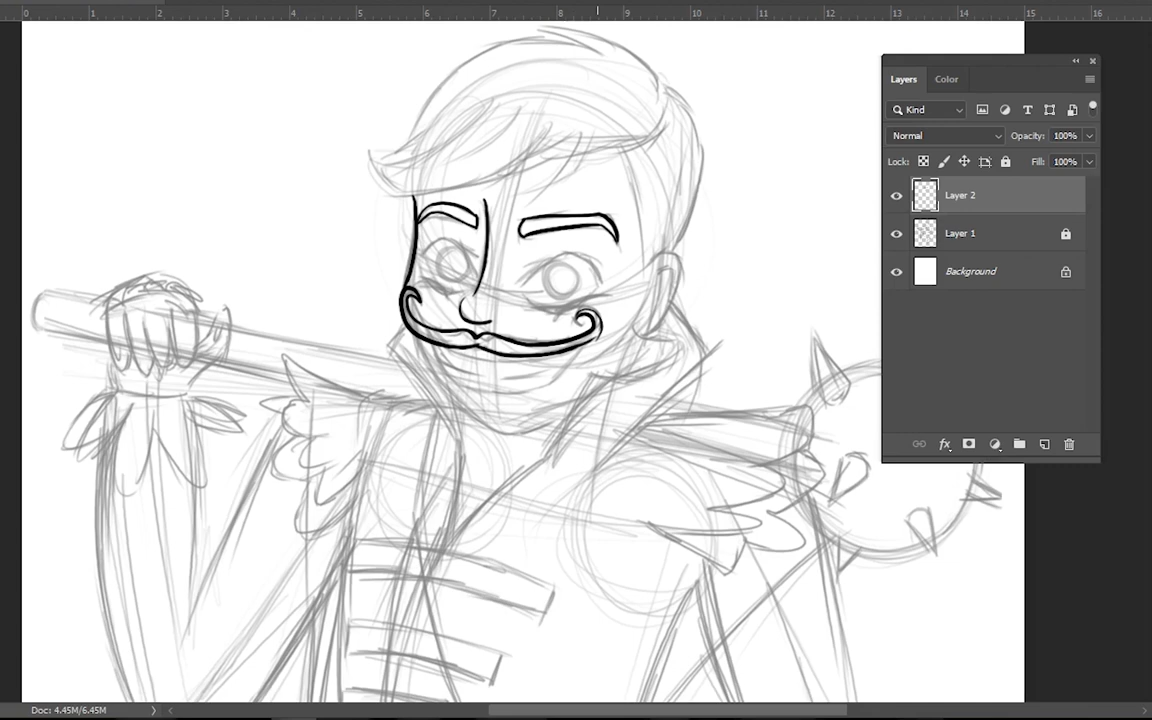 0 1 2 3 4 5 6 7 8 9 10 11 12 13 14 15 16
Layers Color
Kind
Normal Opacity: 100%
Lock: Fill: 100%
Layer 2
Layer 1
Background
fx
Doc: 4.45M/6.45M